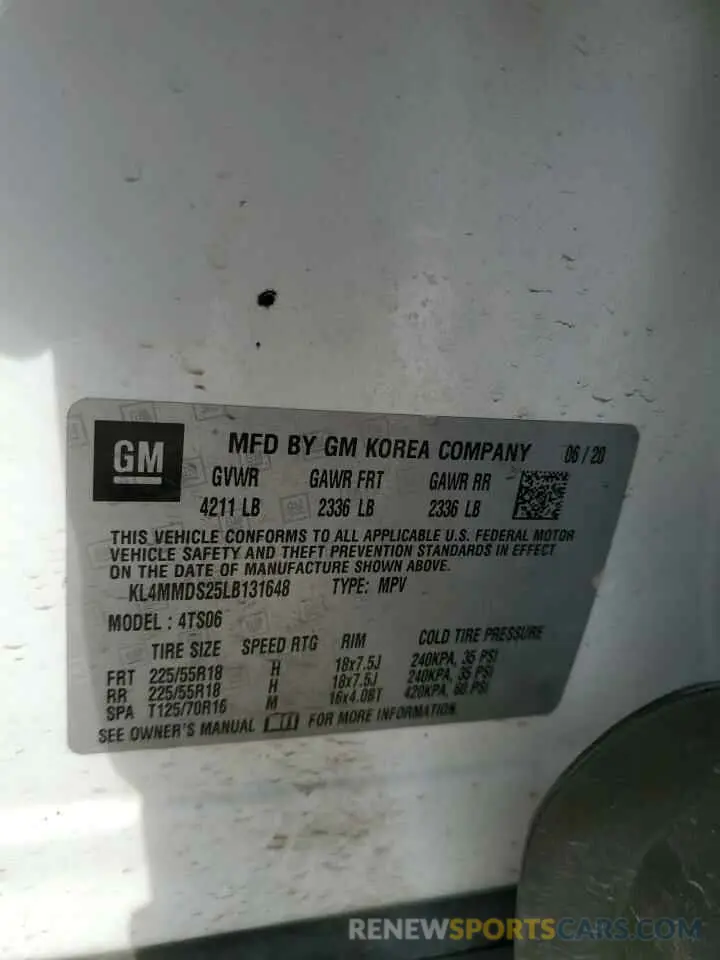 GM
MFD BY GM KOREA COMPANY 06/20
GVWR GAWR FRT GAWR RR
4211 LB 2336 LB 2336 LB
THIS VEHICLE CONFORMS TO ALL APPLICABLE U.S. FEDERAL MOTOR
VEHICLE SAFETY AND THEFT PREVENTION STANDARDS IN EFFECT
ON THE DATE OF MANUFACTURE SHOWN ABOVE.
KL4MMDS25LB131648 TYPE: MPV
MODEL: 4TS06
TIRE SIZE SPEED RTG RIM COLD TIRE PRESSURE
FRT 225/55R18 H 18x7.5J 240KPA, 35 PSI
RR 225/55R18 H 18x7.5J 240KPA, 35 PSI
SPA T125/70R16 M 16x4.0BT 420KPA, 60 PSI
SEE OWNER'S MANUAL FOR MORE INFORMATION.
RENEWSPORTSCARS.COM